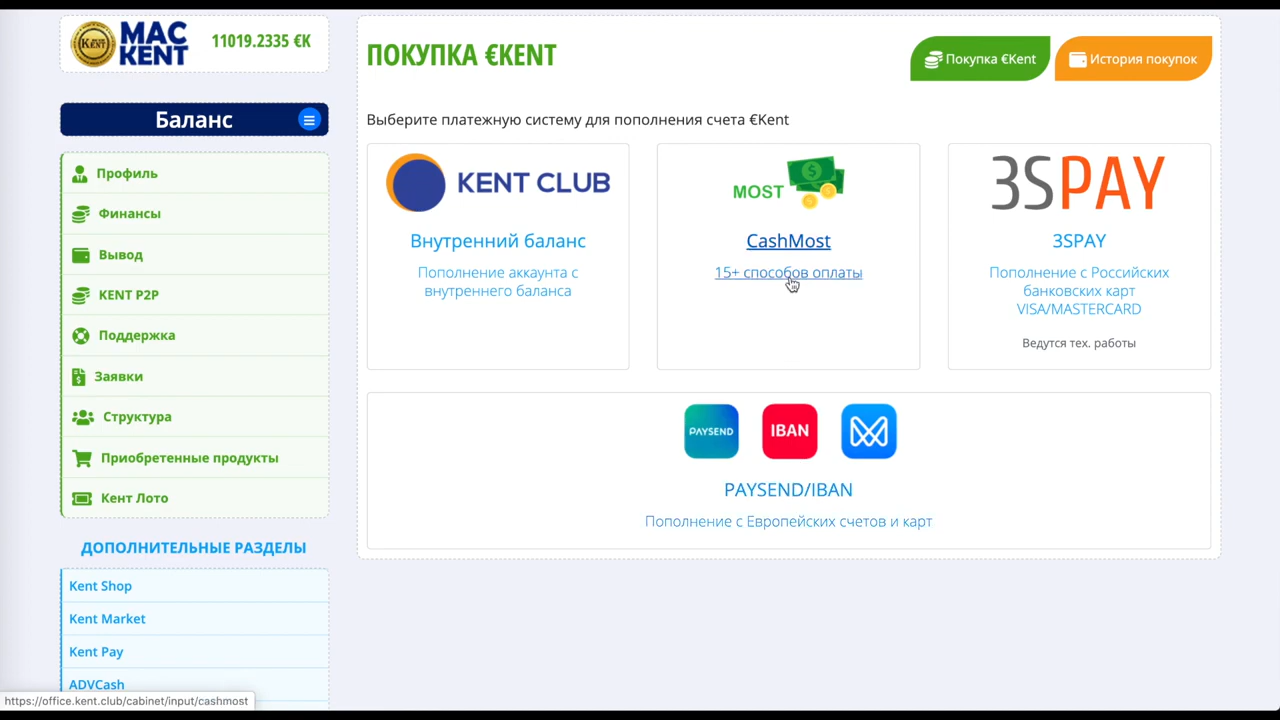 KENT
MAC
KENT
11019.2335 €K
Баланс
Профиль
Финансы
Вывод
KENT P2P
Поддержка
Заявки
Структура
Приобретенные продукты
Кент Лото
ДОПОЛНИТЕЛЬНЫЕ РАЗДЕЛЫ
Kent Shop
Kent Market
Kent Pay
ADVCash
https://office.kent.club/cabinet/input/cashmost
ПОКУПКА €KENT
Покупка €Kent
История покупок
Выберите платежную систему для пополнения счета €Kent
KENT CLUB
Внутренний баланс
Пополнение аккаунта с
внутреннего баланса
MOST
CashMost
15+ способов оплаты
3SPAY
3SPAY
Пополнение с Российских
банковских карт
VISA/MASTERCARD
Ведутся тех. работы
PAYSEND
IBAN
PAYSEND/IBAN
Пополнение с Европейских счетов и карт